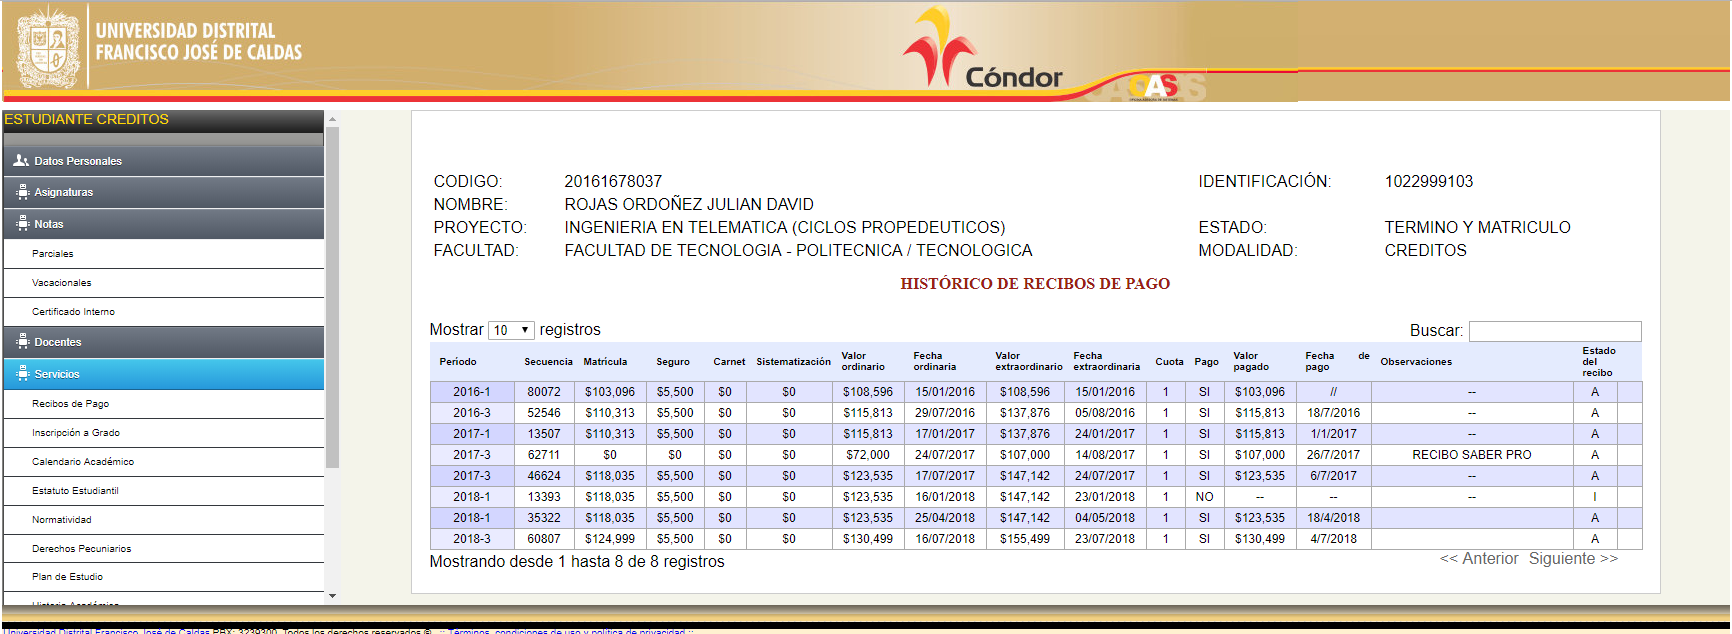 UNIVERSIDAD DISTRITAL
FRANCISCO JOSÉ DE CALDAS
Cóndor
OAS
ESTUDIANTE CREDITOS
Datos Personales
Asignaturas
Notas
Parciales
Vacacionales
Certificado Interno
Docentes
Servicios
Recibos de Pago
Inscripción a Grado
Calendario Académico
Estatuto Estudiantil
Normatividad
Derechos Pecuniarios
Plan de Estudio
Historia Académica
CODIGO: 20161678037 IDENTIFICACIÓN: 1022999103
NOMBRE: ROJAS ORDOÑEZ JULIAN DAVID
PROYECTO: INGENIERIA EN TELEMATICA (CICLOS PROPEDEUTICOS) ESTADO: TERMINO Y MATRICULO
FACULTAD: FACULTAD DE TECNOLOGIA - POLITECNICA / TECNOLOGICA MODALIDAD: CREDITOS
HISTÓRICO DE RECIBOS DE PAGO
Mostrar 10 registros Buscar:
Periodo Secuencia Matricula Seguro Carnet Sistematización Valor ordinario Fecha ordinaria Valor extraordinario Fecha extraordinaria Cuota Pago Valor pagado Fecha de pago Observaciones Estado del recibo
2016-1 80072 $103,096 $5,500 $0 $0 $108,596 15/01/2016 $108,596 15/01/2016 1 SI $103,096 // -- A
2016-3 52546 $110,313 $5,500 $0 $0 $115,813 29/07/2016 $137,876 05/08/2016 1 SI $115,813 18/7/2016 -- A
2017-1 13507 $110,313 $5,500 $0 $0 $115,813 17/01/2017 $137,876 24/01/2017 1 SI $115,813 1/1/2017 -- A
2017-3 62711 $0 $0 $0 $0 $72,000 24/07/2017 $107,000 14/08/2017 1 SI $107,000 26/7/2017 RECIBO SABER PRO A
2017-3 46624 $118,035 $5,500 $0 $0 $123,535 17/07/2017 $147,142 24/07/2017 1 SI $123,535 6/7/2017 A
2018-1 13393 $118,035 $5,500 $0 $0 $123,535 16/01/2018 $147,142 23/01/2018 1 NO -- -- -- I
2018-1 35322 $118,035 $5,500 $0 $0 $123,535 25/04/2018 $147,142 04/05/2018 1 SI $123,535 18/4/2018 A
2018-3 60807 $124,999 $5,500 $0 $0 $130,499 16/07/2018 $155,499 23/07/2018 1 SI $130,499 4/7/2018 A
Mostrando desde 1 hasta 8 de 8 registros << Anterior Siguiente >>
Universidad Distrital Francisco José de Caldas PBX: 3239300. Todos los derechos reservados ©. .:: Términos, condiciones de uso y política de privacidad ::.